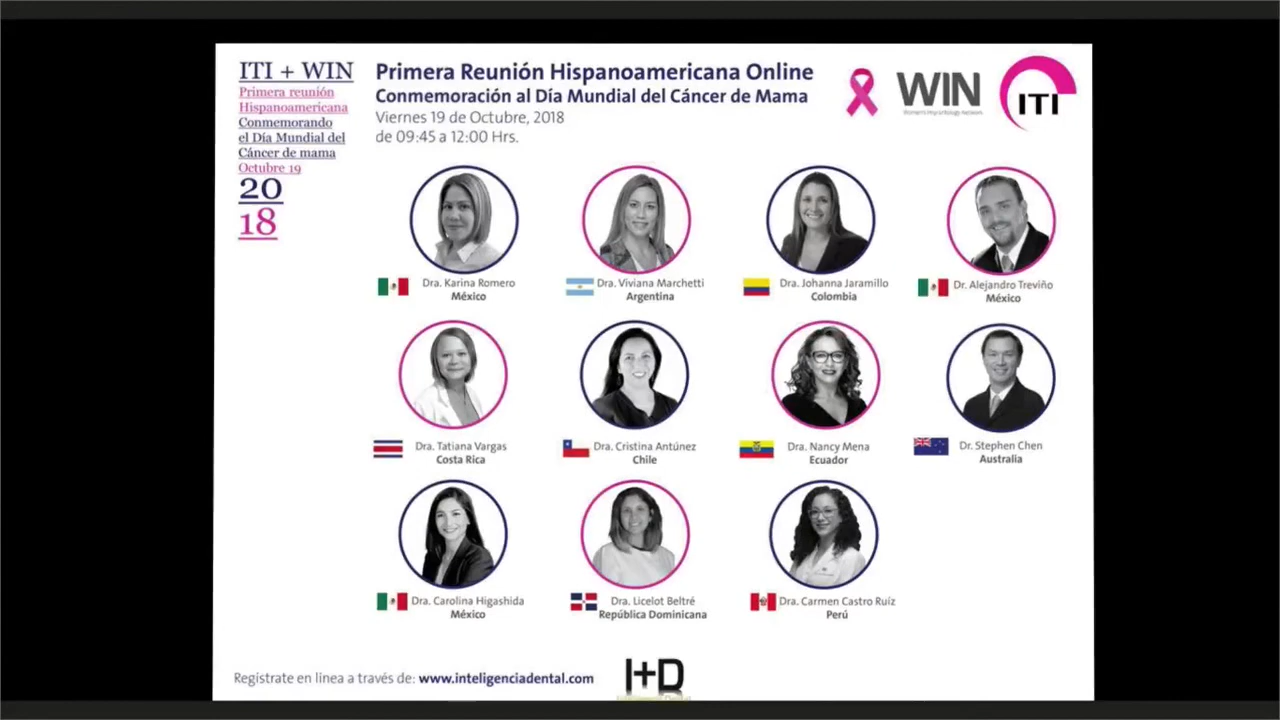 ITI + WIN
Primera reunión
Hispanoamericana
Conmemorando
el Día Mundial del
Cáncer de mama
Octubre 19
20
18
Primera Reunión Hispanoamericana Online
Conmemoración al Día Mundial del Cáncer de Mama
Viernes 19 de Octubre, 2018
de 09:45 a 12:00 Hrs.
WIN
Women's Implantology Network
ITI
Dra. Karina Romero
México
Dra. Viviana Marchetti
Argentina
Dra. Johanna Jaramillo
Colombia
Dr. Alejandro Treviño
México
Dra. Tatiana Vargas
Costa Rica
Dra. Cristina Antúnez
Chile
Dra. Nancy Mena
Ecuador
Dr. Stephen Chen
Australia
Dra. Carolina Higashida
México
Dra. Licelot Beltré
República Dominicana
Dra. Carmen Castro Ruíz
Perú
Regístrate en línea a través de: www.inteligenciadental.com
I+D